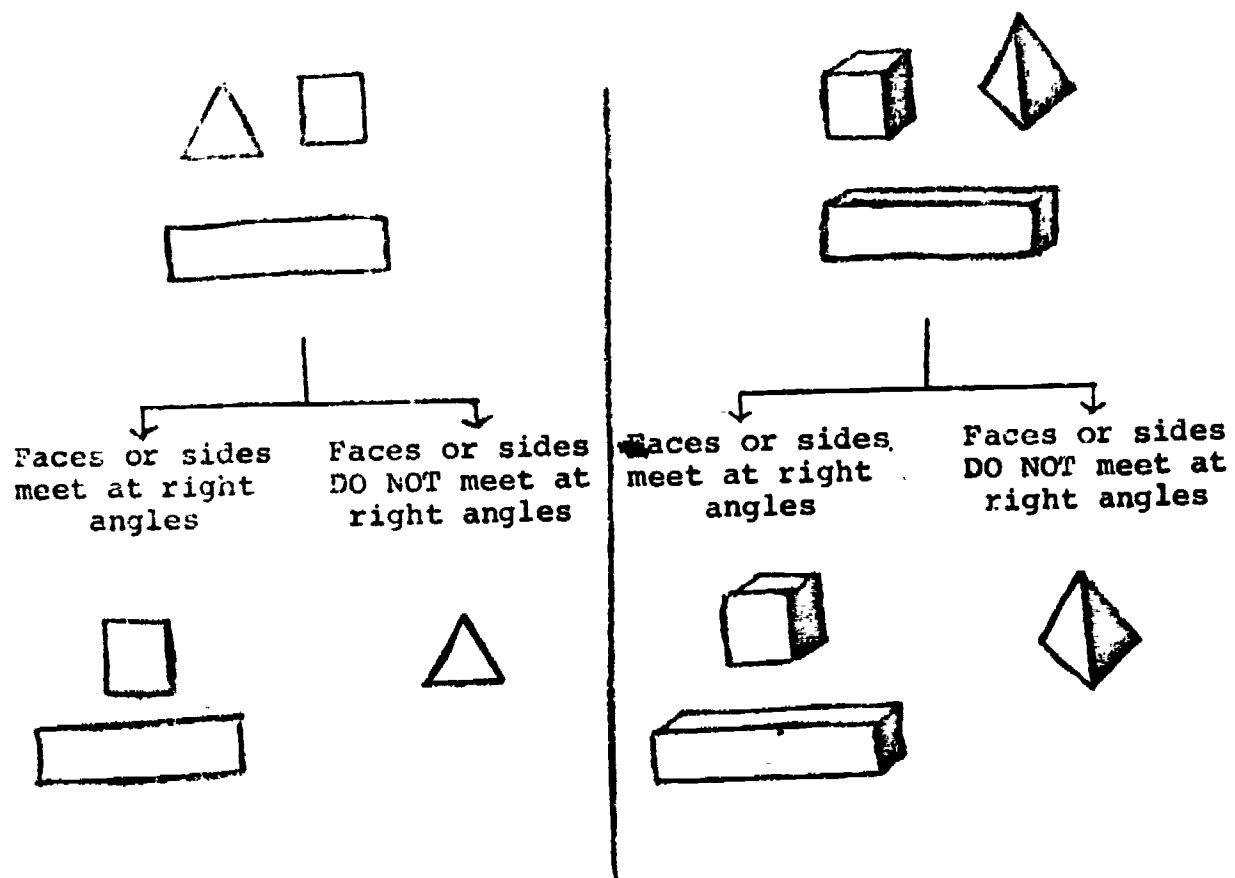 Faces or sides
meet at right
angles
Faces or sides
DO NOT meet at
right angles
Faces or sides
meet at right
angles
Faces or sides
DO NOT meet at
right angles